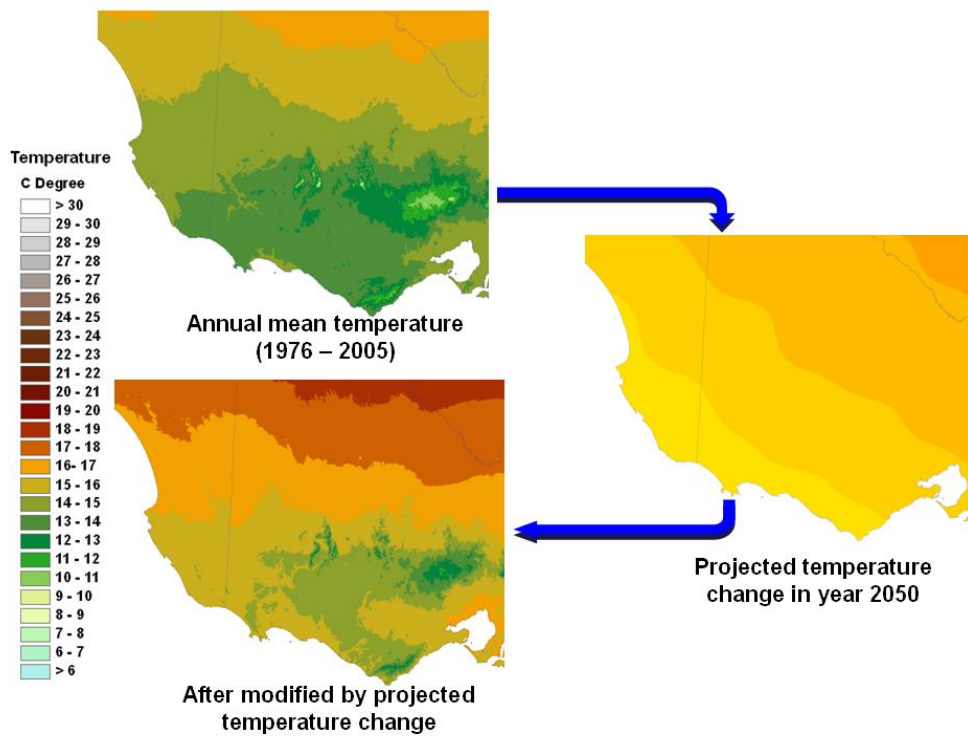 Temperature
C Degree
> 30
29 - 30
28 - 29
27 - 28
26 - 27
25 - 26
24 - 25
23 - 24
22 - 23
21 - 22
20 - 21
19 - 20
18 - 19
17 - 18
16- 17
15 - 16
14 - 15
13 - 14
12 - 13
11 - 12
10 - 11
9 - 10
8 - 9
7 - 8
6 - 7
> 6
Annual mean temperature
(1976 – 2005)
Projected temperature
change in year 2050
After modified by projected
temperature change